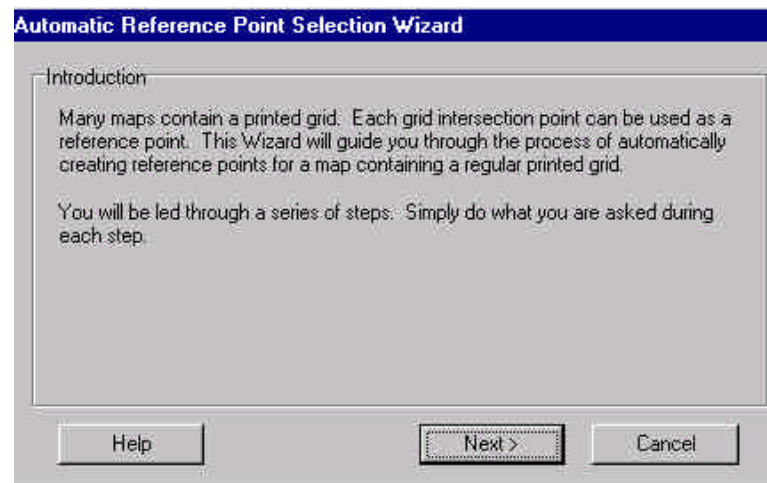 Automatic Reference Point Selection Wizard
Introduction
Many maps contain a printed grid. Each grid intersection point can be used as a
reference point. This Wizard will guide you through the process of automatically
creating reference points for a map containing a regular printed grid.
You will be led through a series of steps. Simply do what you are asked during
each step.
Help
Next >
Cancel